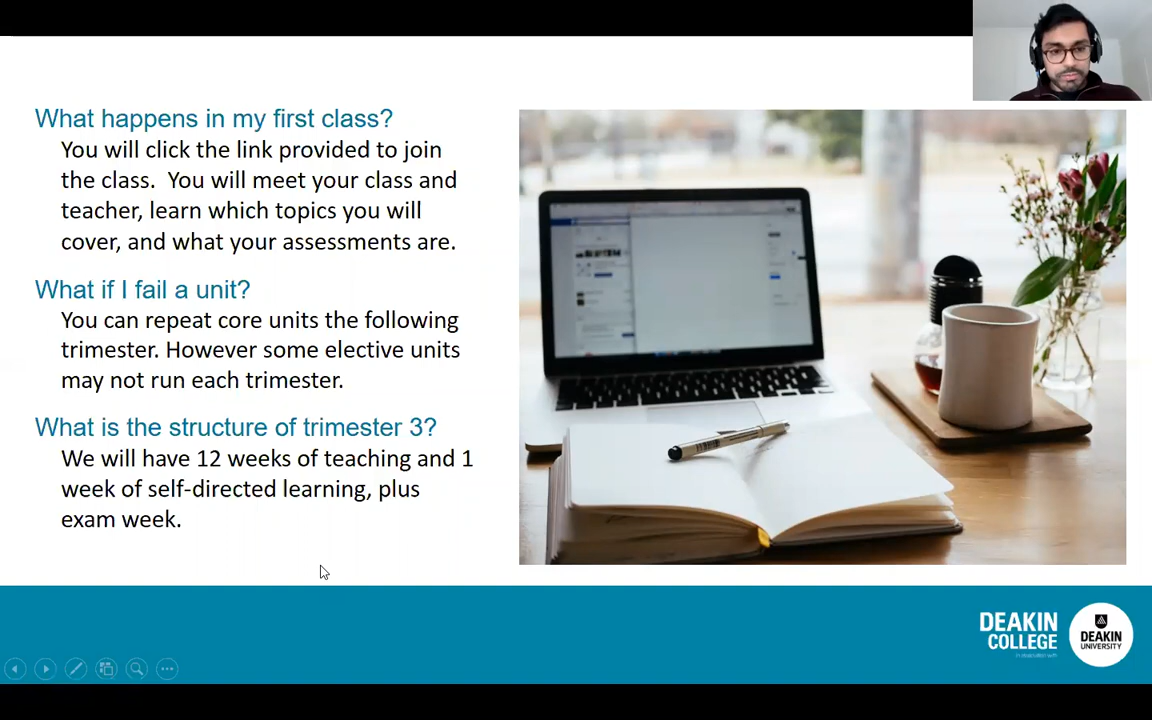 What happens in my first class?
You will click the link provided to join
the class.  You will meet your class and
teacher, learn which topics you will
cover, and what your assessments are.
What if I fail a unit?
You can repeat core units the following
trimester. However some elective units
may not run each trimester.
What is the structure of trimester 3?
We will have 12 weeks of teaching and 1
week of self-directed learning, plus
exam week.
DEAKIN
COLLEGE
DEAKIN
UNIVERSITY